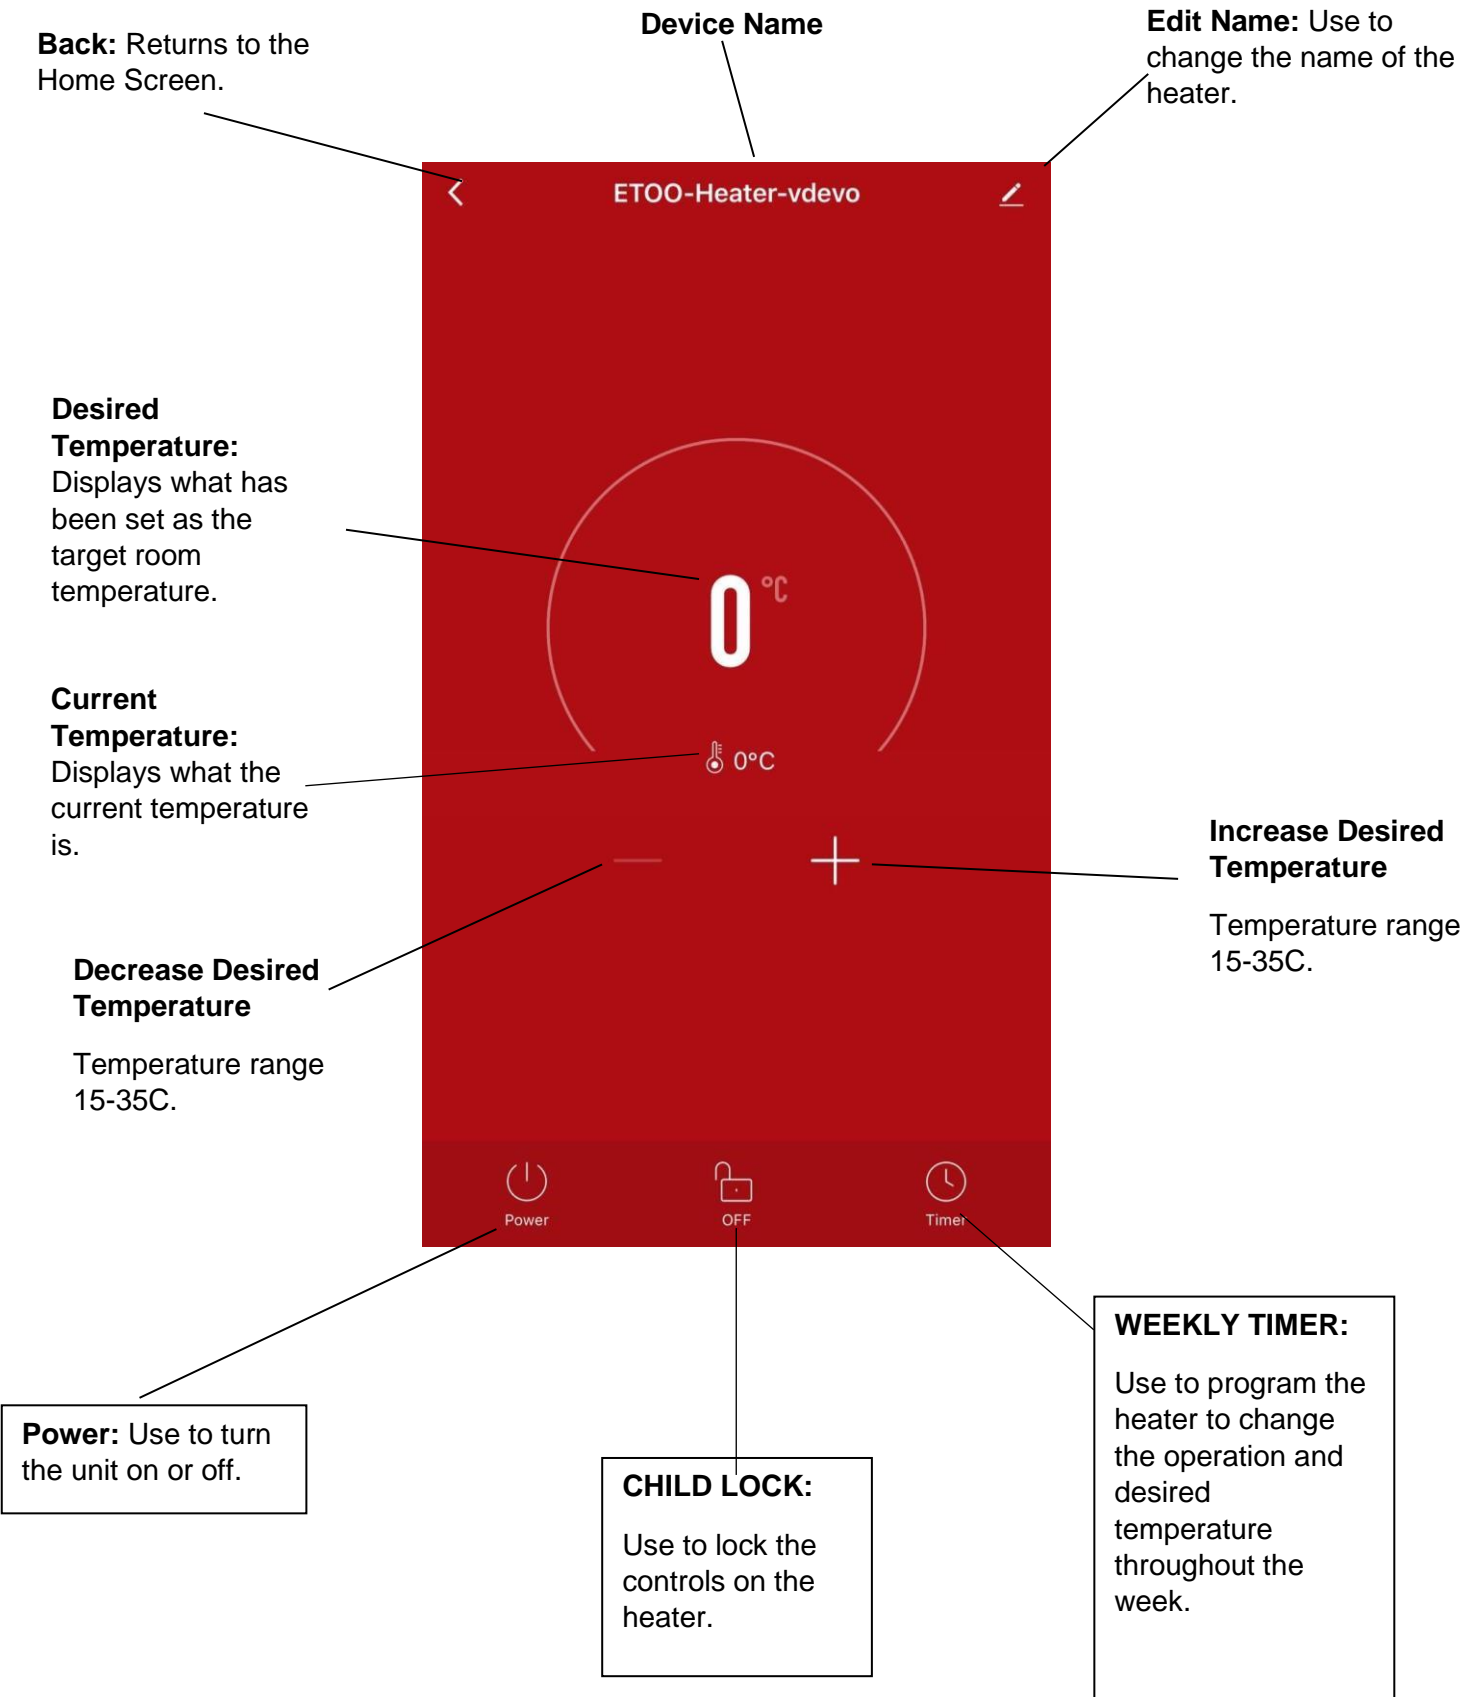 Back: Returns to the
Home Screen.
Device Name
Edit Name: Use to
change the name of the
heater.
ETOO-Heater-vdevo
Desired
Temperature:
Displays what has
been set as the
target room
temperature.
0 °C
Current
Temperature:
Displays what the
current temperature
is.
0°C
Increase Desired
Temperature
Temperature range
15-35C.
Decrease Desired
Temperature
Temperature range
15-35C.
Power
OFF
Timer
Power: Use to turn
the unit on or off.
CHILD LOCK:
Use to lock the
controls on the
heater.
WEEKLY TIMER:
Use to program the
heater to change
the operation and
desired
temperature
throughout the
week.